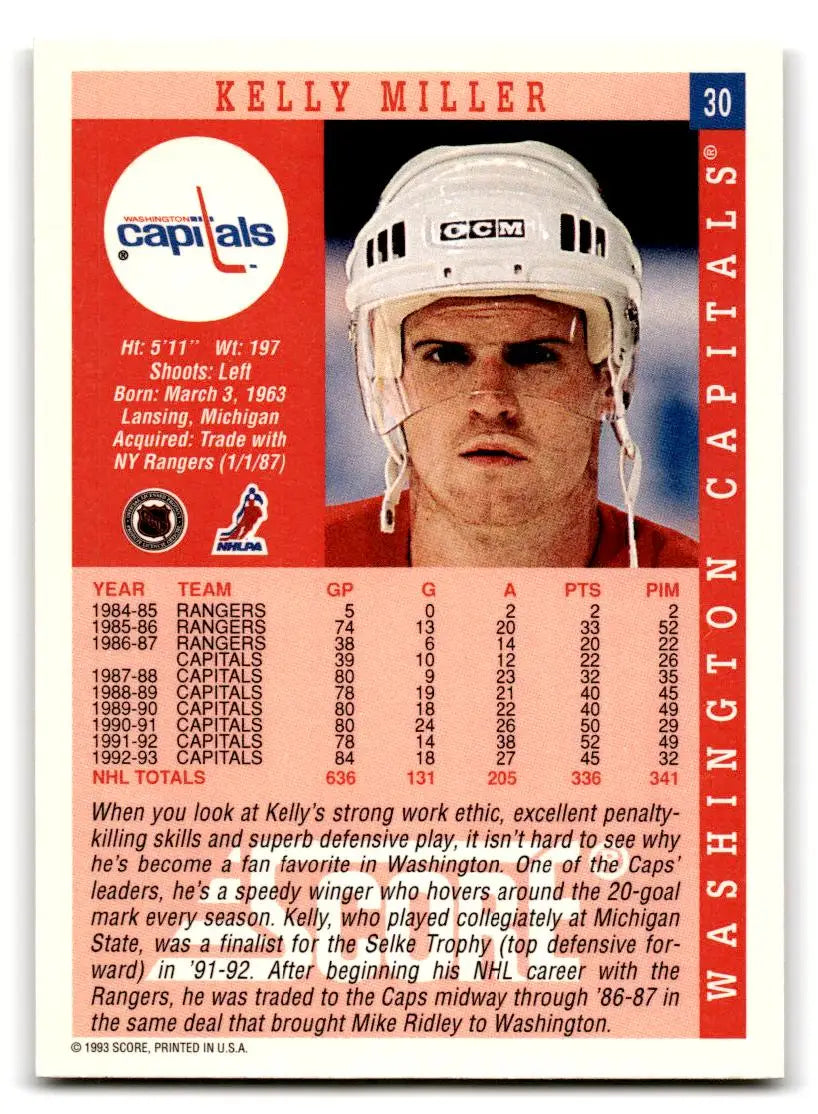 KELLY MILLER
30
WASHINGTON
capitals
®
CCM
Ht: 5'11" Wt: 197
Shoots: Left
Born: March 3, 1963
Lansing, Michigan
Acquired: Trade with
NY Rangers (1/1/87)
NHL
NHLPA
WASHINGTON CAPITALS®
YEAR TEAM GP G A PTS PIM
1984-85 RANGERS 5 0 2 2 2
1985-86 RANGERS 74 13 20 33 52
1986-87 RANGERS 38 6 14 20 22
CAPITALS 39 10 12 22 26
1987-88 CAPITALS 80 9 23 32 35
1988-89 CAPITALS 78 19 21 40 45
1989-90 CAPITALS 80 18 22 40 49
1990-91 CAPITALS 80 24 26 50 29
1991-92 CAPITALS 78 14 38 52 49
1992-93 CAPITALS 84 18 27 45 32
NHL TOTALS 636 131 205 336 341
When you look at Kelly's strong work ethic, excellent penalty-
killing skills and superb defensive play, it isn't hard to see why
he's become a fan favorite in Washington. One of the Caps'
leaders, he's a speedy winger who hovers around the 20-goal
mark every season. Kelly, who played collegiately at Michigan
State, was a finalist for the Selke Trophy (top defensive for-
ward) in '91-92. After beginning his NHL career with the
Rangers, he was traded to the Caps midway through '86-87 in
the same deal that brought Mike Ridley to Washington.
SCORE®
© 1993 SCORE, PRINTED IN U.S.A.